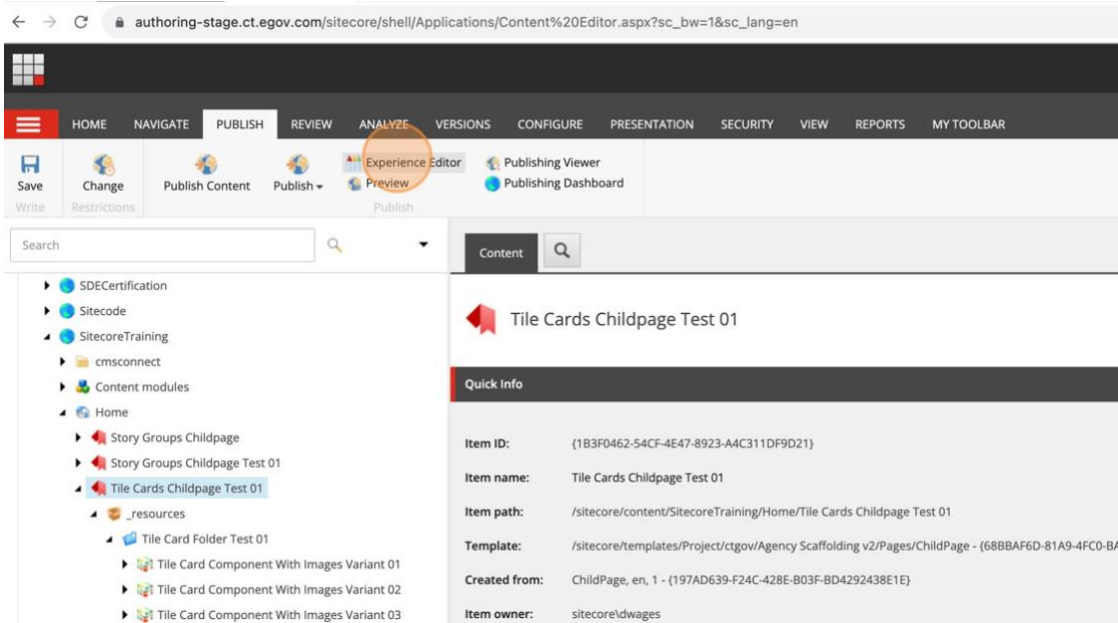 authoring-stage.ct.egov.com/sitecore/shell/Applications/Content%20Editor.aspx?sc_bw=1&sc_lang=en
HOME NAVIGATE PUBLISH REVIEW ANALYZE VERSIONS CONFIGURE PRESENTATION SECURITY VIEW REPORTS MY TOOLBAR
Experience Editor Publishing Viewer
Save Change Publish Content Publish Preview Publishing Dashboard
Write Restrictions Publish
Search
Content
SDECertification
Sitecode
SitecoreTraining
cmsconnect
Content modules
Home
Story Groups Childpage
Story Groups Childpage Test 01
Tile Cards Childpage Test 01
_resources
Tile Card Folder Test 01
Tile Card Component With Images Variant 01
Tile Card Component With Images Variant 02
Tile Card Component With Images Variant 03
Tile Cards Childpage Test 01
Quick Info
Item ID: {1B3F0462-54CF-4E47-8923-A4C311DF9D21}
Item name: Tile Cards Childpage Test 01
Item path: /sitecore/content/SitecoreTraining/Home/Tile Cards Childpage Test 01
Template: /sitecore/templates/Project/ctgov/Agency Scaffolding v2/Pages/ChildPage - {68BBAF6D-81A9-4FC0-BA
Created from: ChildPage, en, 1 - {197AD639-F24C-428E-B03F-BD4292438E1E}
Item owner: sitecore\dwages